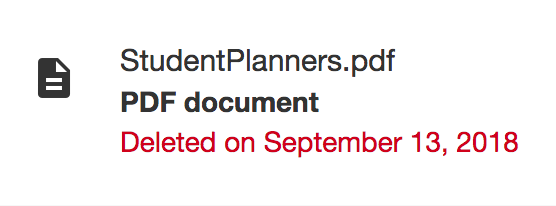 StudentPlanners.pdf
PDF document
Deleted on September 13, 2018